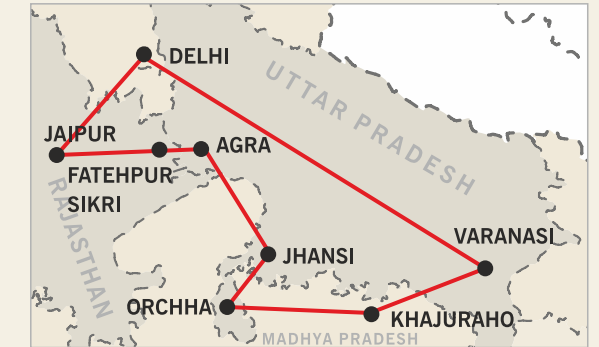 DELHI
UTTAR PRADESH
JAIPUR
AGRA
FATEHPUR
SIKRI
RAJASTHAN
VARANASI
JHANSI
ORCHHA
KHAJURAHO
MADHYA PRADESH